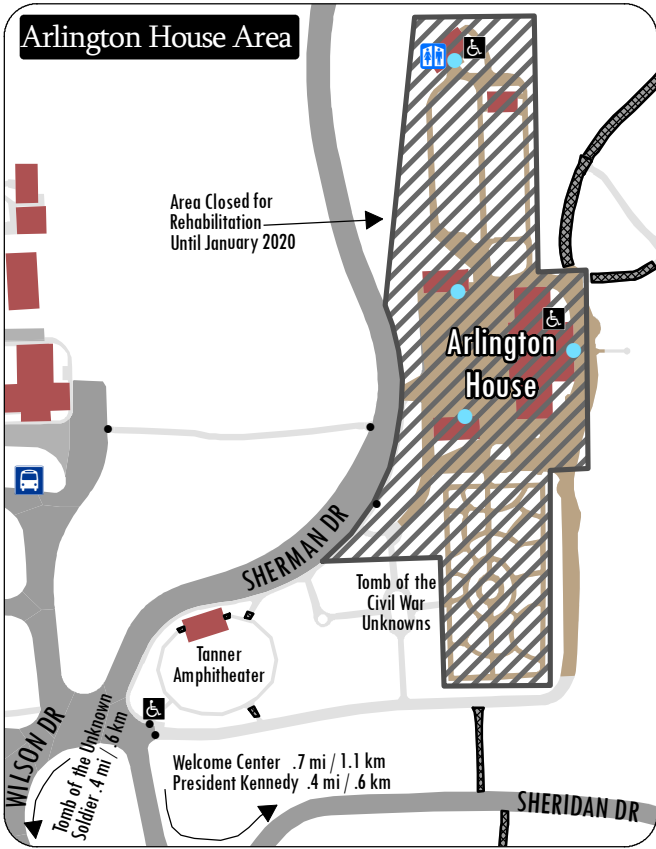 Arlington House Area
Area Closed for
Rehabilitation
Until January 2020
Arlington
House
SHERMAN DR
Tomb of the
Civil War
Unknowns
Tanner
Amphitheater
WILSON DR
Tomb of the Unknown
Soldier .4 mi / .6 km
Welcome Center .7 mi / 1.1 km
President Kennedy .4 mi / .6 km
SHERIDAN DR